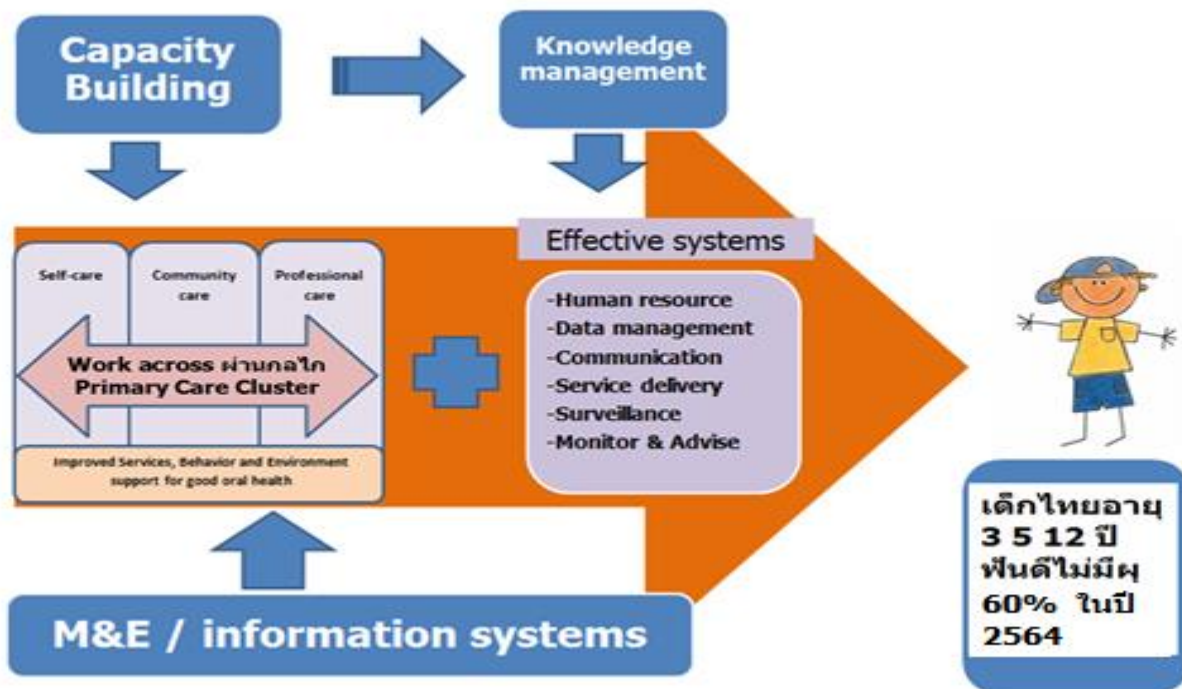 Capacity
Building
Knowledge
management
Effective systems
Self-care
Community
care
Professional
care
Work across ผ่านกลไก
Primary Care Cluster
Improved Services, Behavior and Environment
support for good oral health
-Human resource
-Data management
-Communication
-Service delivery
-Surveillance
-Monitor & Advise
M&E / information systems
เด็กไทยอายุ
3 5 12 ปี
ฟันดีไม่มีผุ
60% ในปี
2564